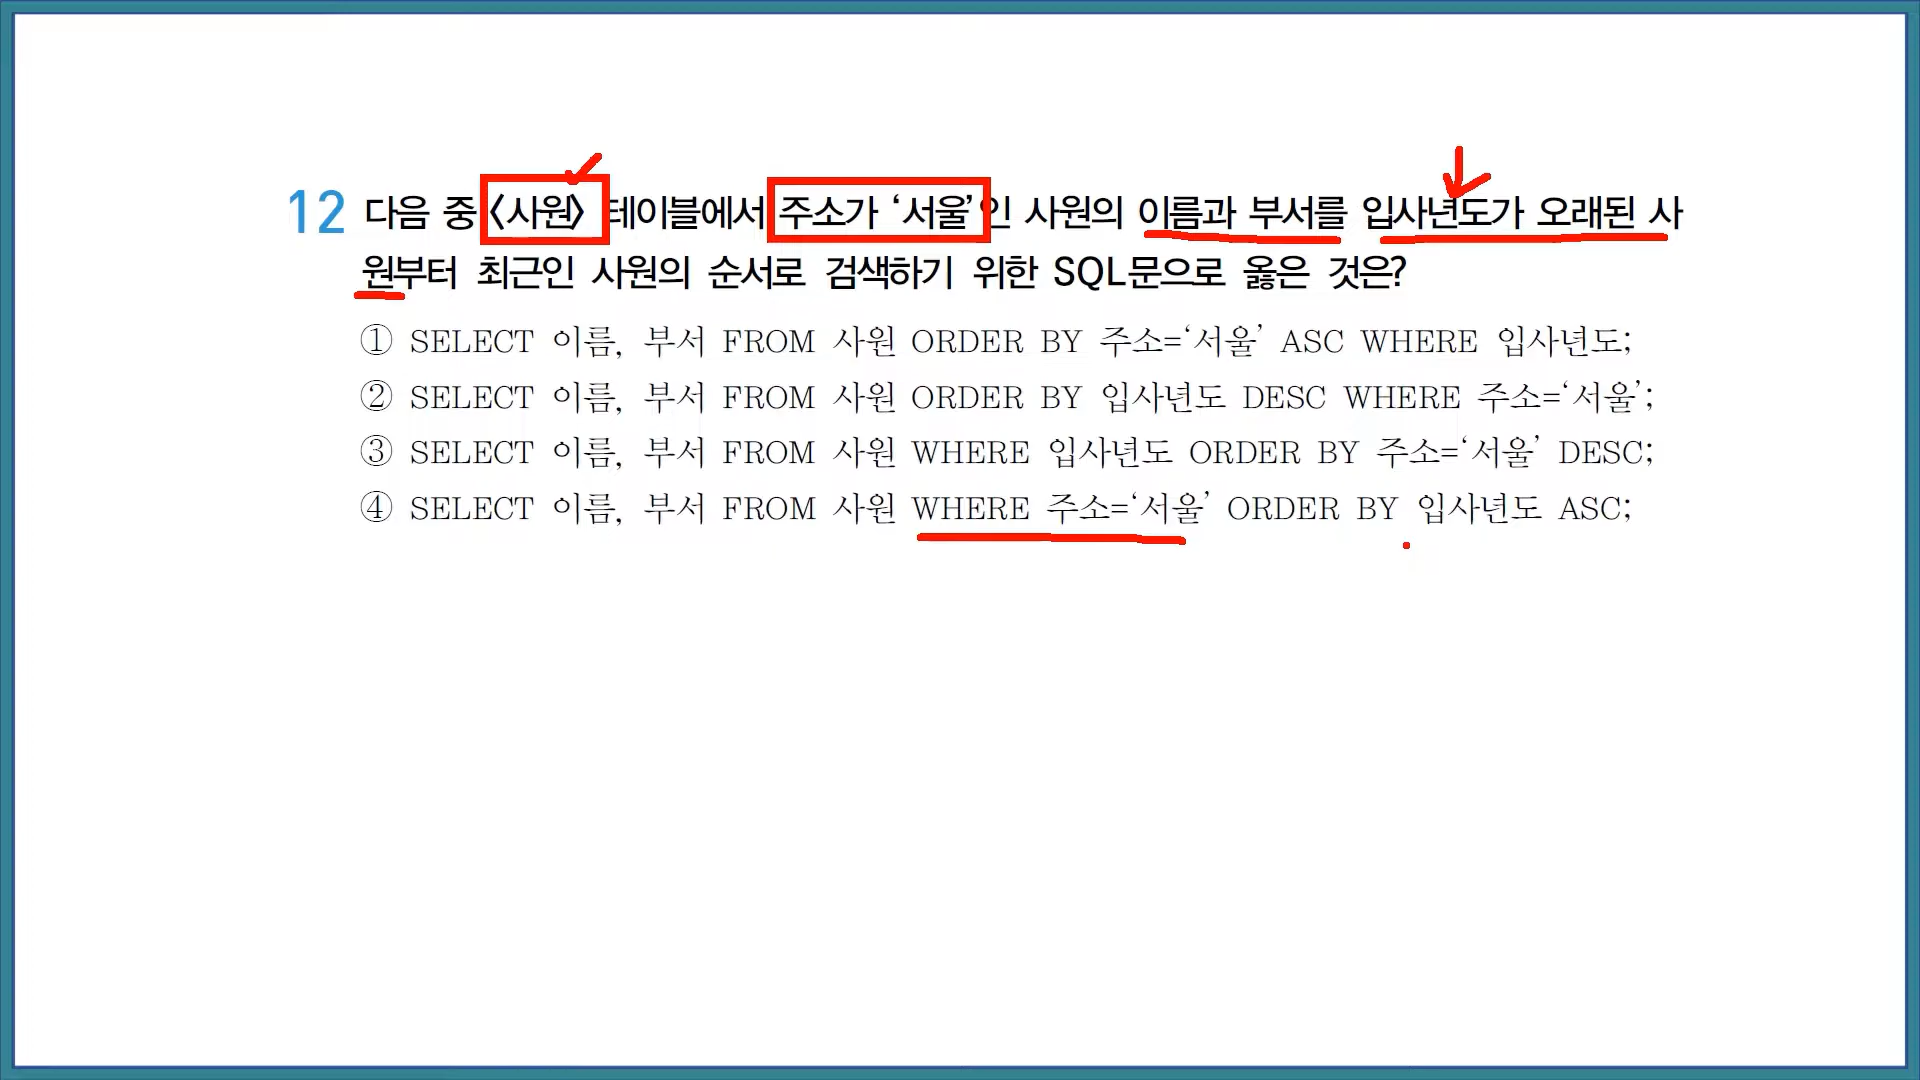 12 다음 중 <사원> 테이블에서 주소가 ‘서울’인 사원의 이름과 부서를 입사년도가 오래된 사
원부터 최근인 사원의 순서로 검색하기 위한 SQL문으로 옳은 것은?
① SELECT 이름, 부서 FROM 사원 ORDER BY 주소=‘서울’ ASC WHERE 입사년도;
② SELECT 이름, 부서 FROM 사원 ORDER BY 입사년도 DESC WHERE 주소=‘서울’;
③ SELECT 이름, 부서 FROM 사원 WHERE 입사년도 ORDER BY 주소=‘서울’ DESC;
④ SELECT 이름, 부서 FROM 사원 WHERE 주소=‘서울’ ORDER BY 입사년도 ASC;